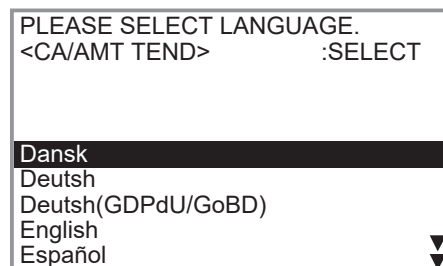 PLEASE SELECT LANGUAGE.
<CA/AMT TEND> :SELECT
Dansk
Deutsh
Deutsh(GDPdU/GoBD)
English
Español